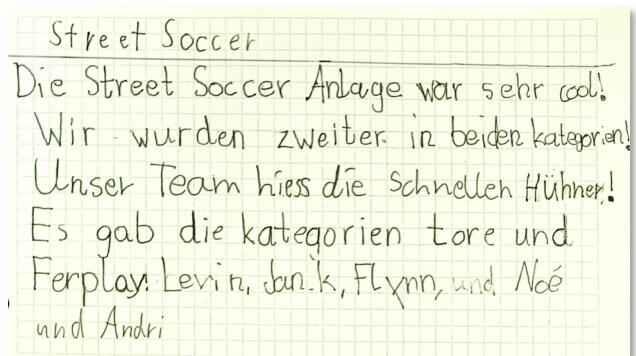 Street Soccer
Die Street Soccer Anlage war sehr cool!
Wir wurden zweiter in beiden kategorien!
Unser Team hiess die Schnellen Hühner!
Es gab die kategorien tore und
Ferplay. Levin, Janik, Flynn, und Noé
und Andri